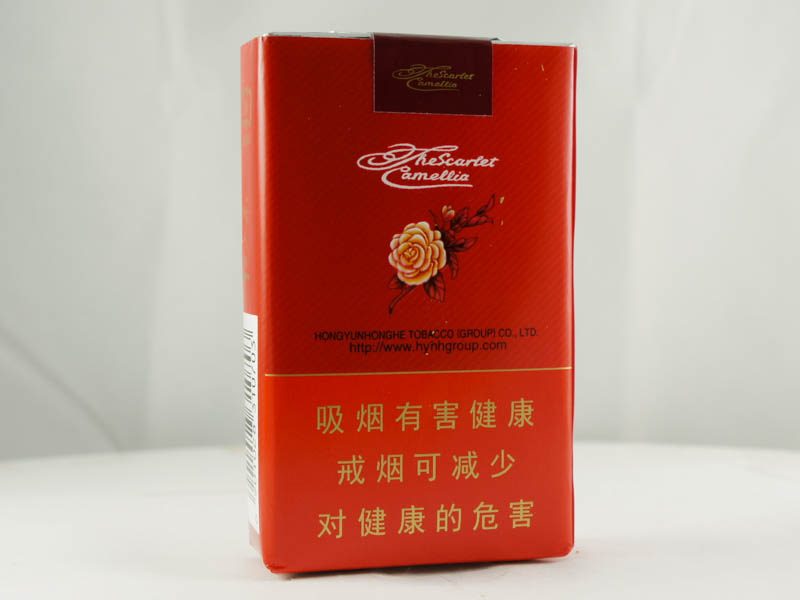 The Scarlet
Camellia
The Scarlet
Camellia
HONGYUNHONGHE TOBACCO (GROUP) CO., LTD.
http://www.hynhgroup.com
吸烟有害健康
戒烟可减少
对健康的危害